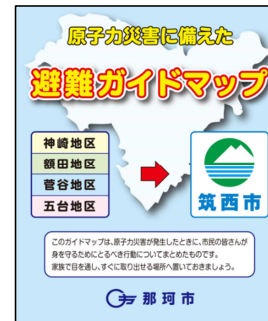 原子力災害に備えた
避難ガイドマップ
神崎地区
額田地区
菅谷地区
五台地区
筑西市
このガイドマップは、原子力災害が発生したときに、市民の皆さんが
身を守るためにとるべき行動についてまとめたものです。
家族で目を通し、すぐに取り出せる場所へ置いておきましょう。
那珂市